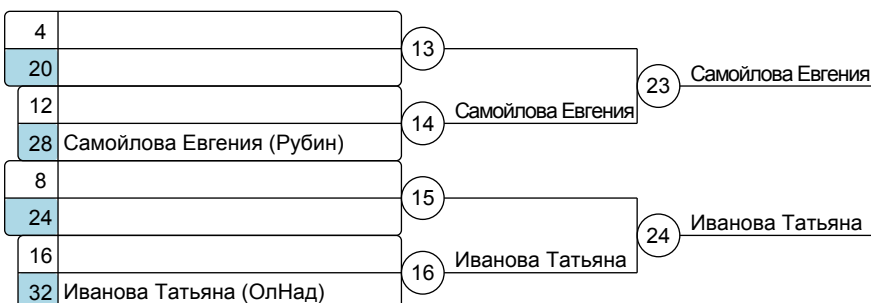 4
13
20
23 Самойлова Евгения
12
14 Самойлова Евгения
28 Самойлова Евгения (Рубин)
8
15
24
24 Иванова Татьяна
16
16 Иванова Татьяна
32 Иванова Татьяна (ОлНад)